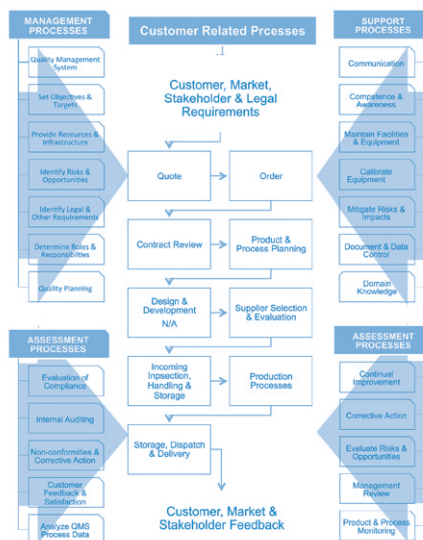 MANAGEMENT
PROCESSES
Quality Management
System
Set Objectives &
Targets
Provide Resources &
Infrastructure
Identify Risks &
Opportunities
Identify Legal &
Other Requirements
Determine Roles &
Responsibilties
Quality Planning
ASSESSMENT
PROCESSES
Evaluation of
Compliance
Internal Auditing
Non-conformities &
Corrective Action
Customer
Feedback &
Satisfaction
Analyze QMS
Process Data
Customer Related Prcesses
Customer, Market,
Stakeholder & Legal
Requirements
Quote
Order
Contract Review
Product &
Process Planning
Design &
Development
N/A
Supplier Selection
& Evaluation
Incoming
Inpsection,
Handling &
Storage
Production
Processes
Storage, Dispatch
& Delivery
Customer, Market &
Stakeholder Feedback
SUPPORT
PROCESSES
Communication
Competence &
Awareness
Maintain Facilities
& Equipment
Calibrate
Equipment
Mitigate Risks &
Impacts
Document & Data
Control
Domain
Knowledge
ASSESSMENT
PROCESSES
Continual
Improvement
Corrective Action
Evaluate Risks &
Opportunities
Management
Review
Product & Process
Monitoring